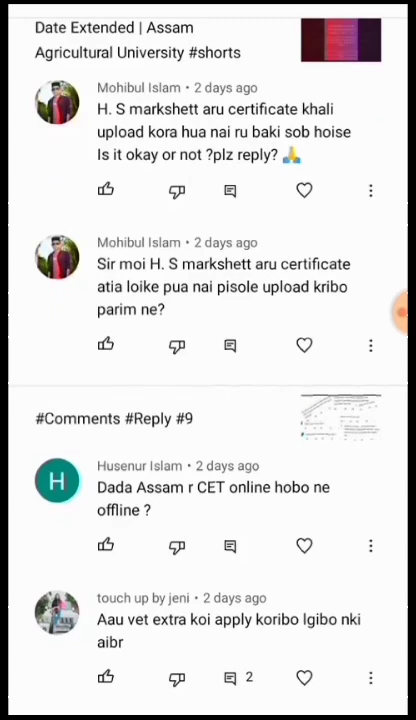 Date Extended | Assam
Agricultural University #shorts
Mohibul Islam • 2 days ago
H. S markshett aru certificate khali
upload kora hua nai ru baki sob hoise
Is it okay or not ?plz reply? 🙏
Mohibul Islam • 2 days ago
Sir moi H. S markshett aru certificate
atia loike pua nai pisole upload kribo
parim ne?
#Comments #Reply #9
H
Husenur Islam • 2 days ago
Dada Assam r CET online hobo ne
offline ?
touch up by jeni • 2 days ago
Aau vet extra koi apply koribo lgibo nki
aibr
2